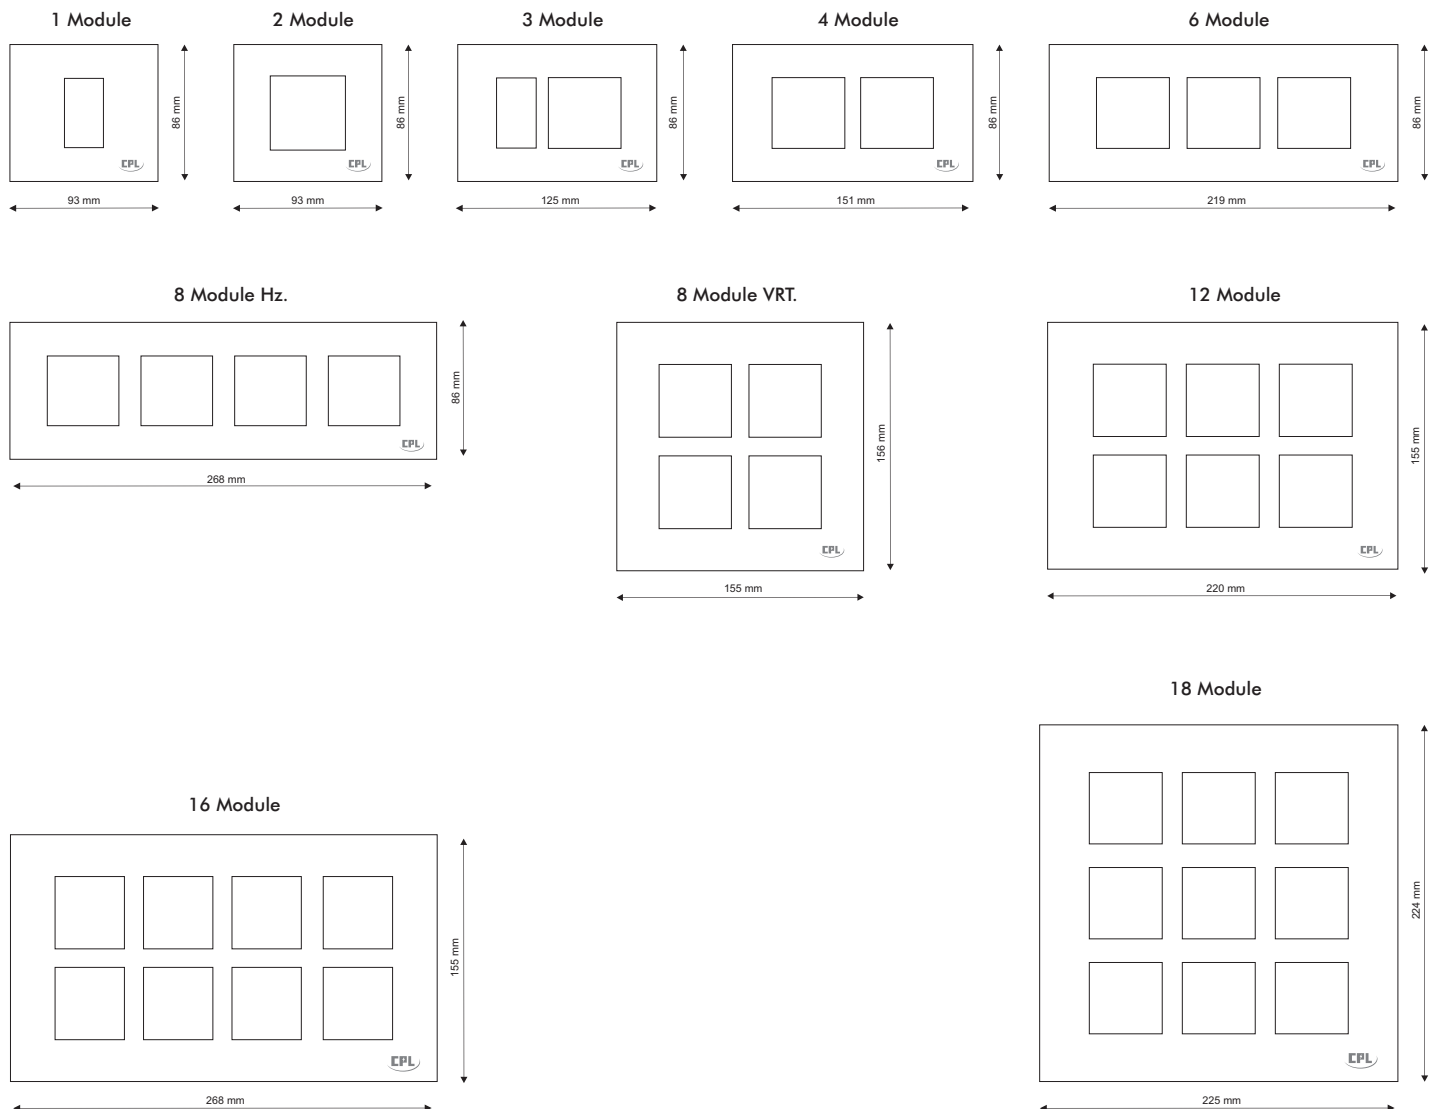 1 Module
2 Module
3 Module
4 Module
6 Module
86 mm
86 mm
86 mm
86 mm
86 mm
CPL
CPL
CPL
CPL
CPL
93 mm
93 mm
125 mm
151 mm
219 mm
8 Module Hz.
8 Module VRT.
12 Module
86 mm
156 mm
155 mm
CPL
268 mm
CPL
CPL
155 mm
220 mm
18 Module
16 Module
224 mm
155 mm
CPL
CPL
268 mm
225 mm